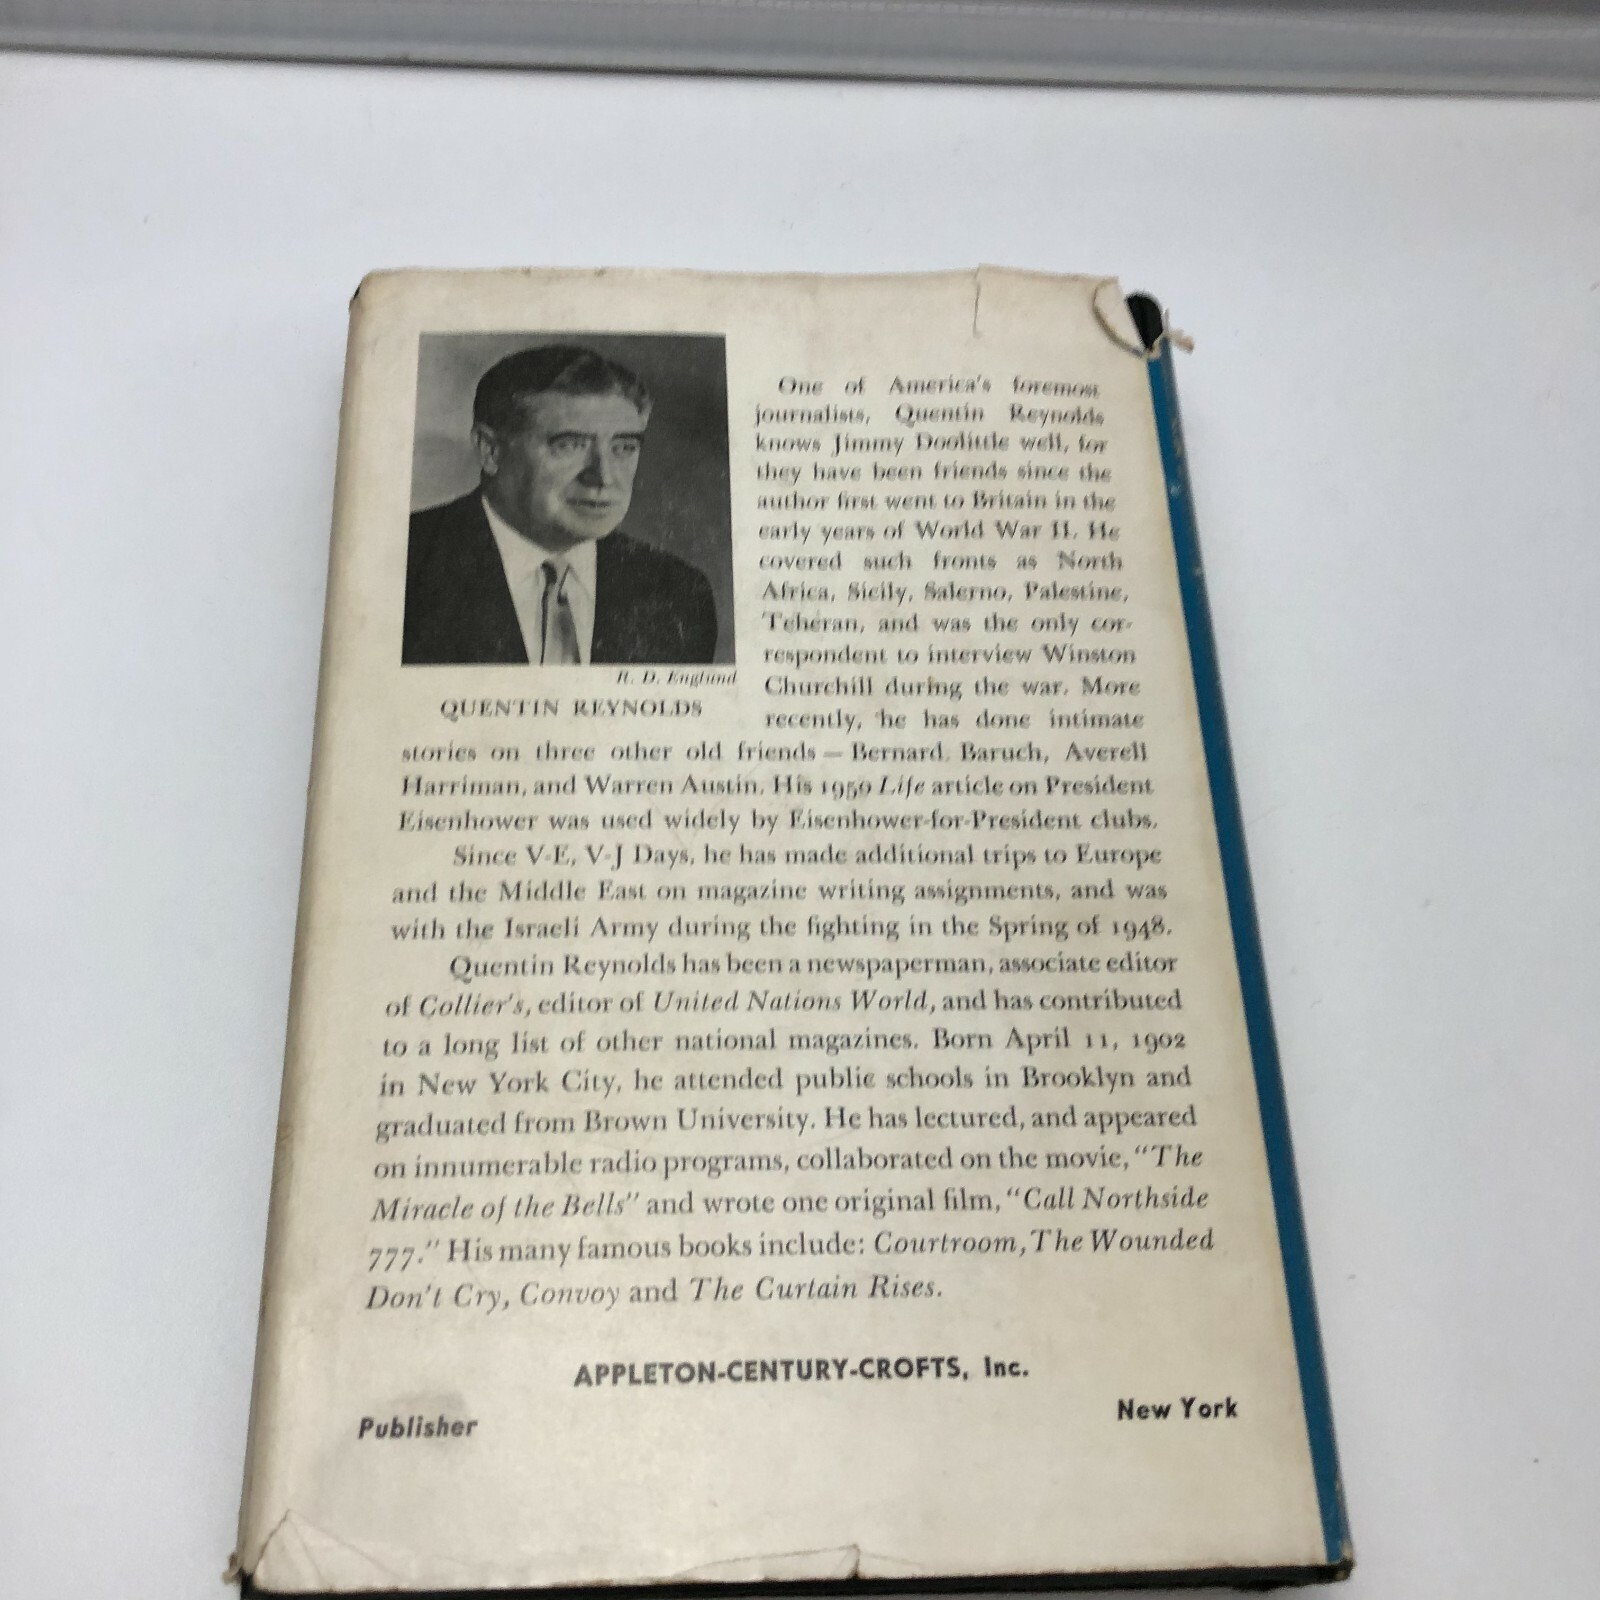 One of America's foremost
journalists, Quentin Reynolds
knows Jimmy Doolittle well, for
they have been friends since the
author first went to Britain in the
early years of World War II. He
covered such fronts as North
Africa, Sicily, Salerno, Palestine,
Teheran, and was the only cor-
respondent to interview Winston
Churchill during the war. More
recently, he has done intimate
R. D. Englund
QUENTIN REYNOLDS
stories on three other old friends — Bernard Baruch, Averell
Harriman, and Warren Austin. His 1950 Life article on President
Eisenhower was used widely by Eisenhower-for-President clubs.
Since V-E, V-J Days, he has made additional trips to Europe
and the Middle East on magazine writing assignments, and was
with the Israeli Army during the fighting in the Spring of 1948.
Quentin Reynolds has been a newspaperman, associate editor
of Collier's, editor of United Nations World, and has contributed
to a long list of other national magazines. Born April 11, 1902
in New York City, he attended public schools in Brooklyn and
graduated from Brown University. He has lectured, and appeared
on innumerable radio programs, collaborated on the movie, "The
Miracle of the Bells" and wrote one original film, "Call Northside
777." His many famous books include: Courtroom, The Wounded
Don't Cry, Convoy and The Curtain Rises.
APPLETON-CENTURY-CROFTS, Inc.
Publisher
New York